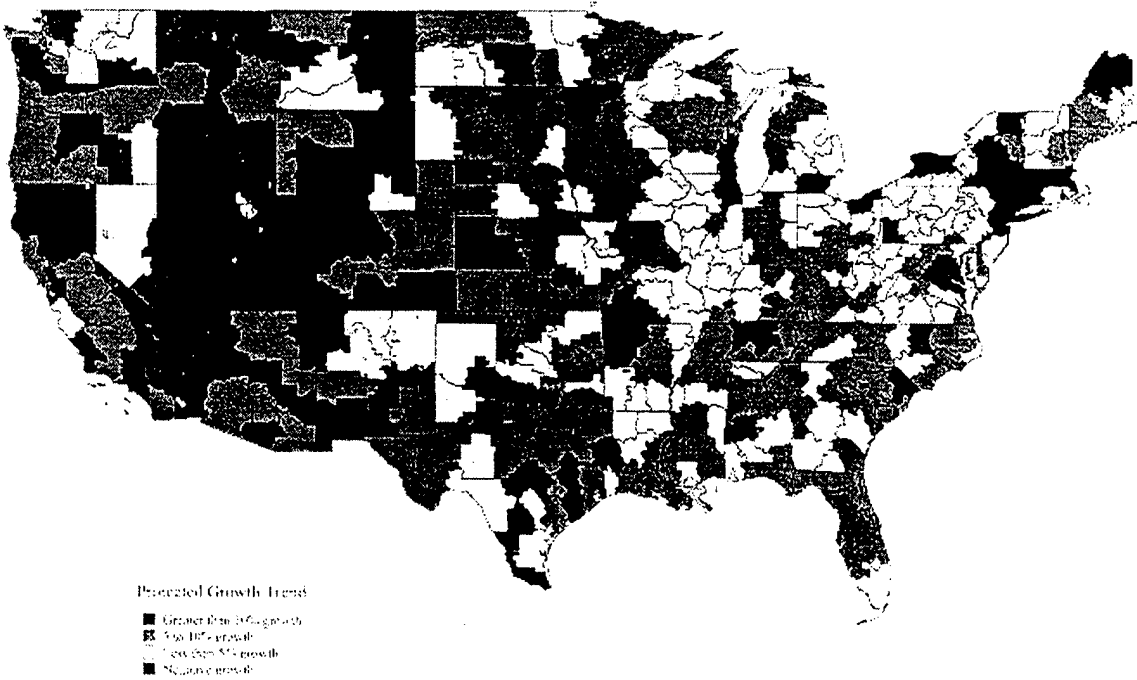 Projected Growth Trend
Greater than 10% growth
5 to 10% growth
Less than 5% growth
Negative growth